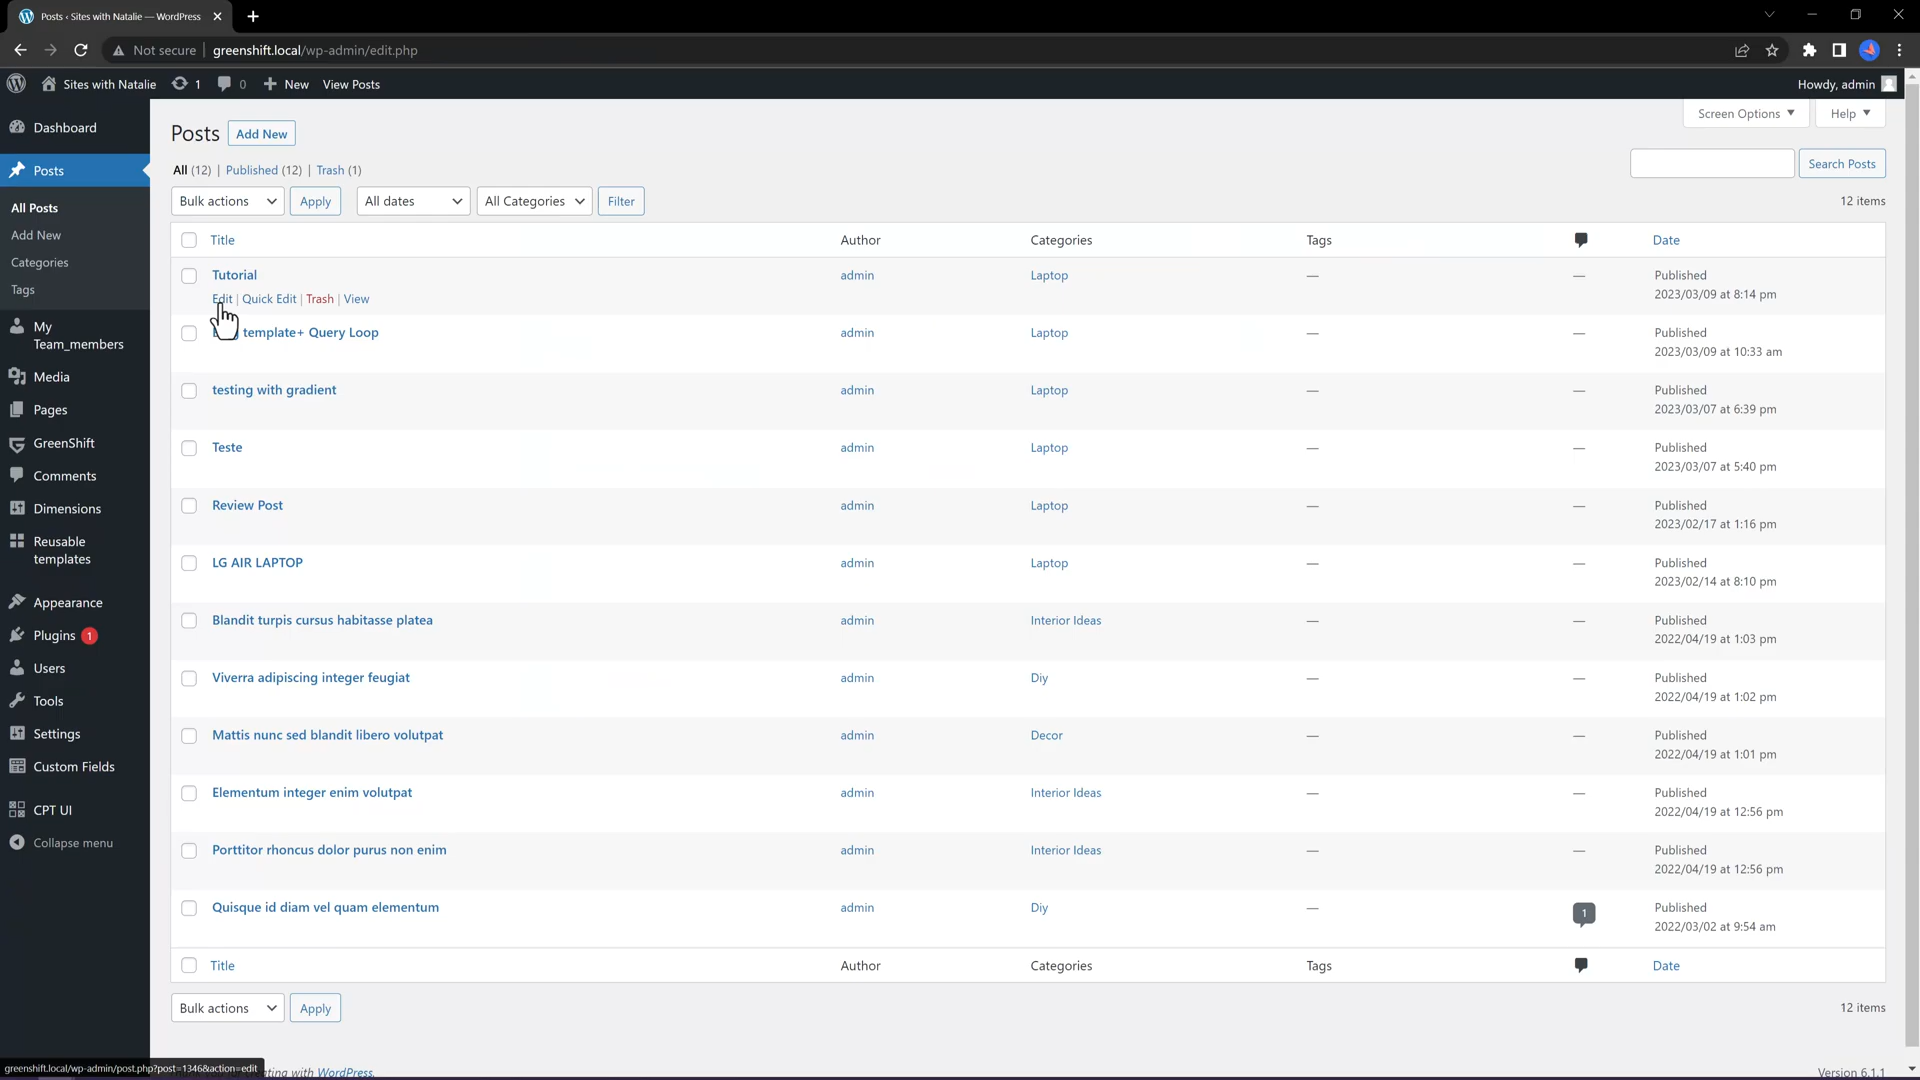 Posts ‹ Sites with Natalie — WordPress
Not secure greenshift.local/wp-admin/edit.php
Sites with Natalie 1 0 New View Posts Howdy, admin
Dashboard
Posts
All Posts
Add New
Categories
Tags
My
Team_members
Media
Pages
GreenShift
Comments
Dimensions
Reusable
templates
Appearance
Plugins 1
Users
Tools
Settings
Custom Fields
CPT UI
Collapse menu
Screen Options Help
Posts Add New
All (12) | Published (12) | Trash (1)
Search Posts
Bulk actions Apply All dates All Categories Filter 12 items
Title Author Categories Tags Date
Tutorial admin Laptop — — Published
2023/03/09 at 8:14 pm
Edit | Quick Edit | Trash | View
template+ Query Loop admin Laptop — — Published
2023/03/09 at 10:33 am
testing with gradient admin Laptop — — Published
2023/03/07 at 6:39 pm
Teste admin Laptop — — Published
2023/03/07 at 5:40 pm
Review Post admin Laptop — — Published
2023/02/17 at 1:16 pm
LG AIR LAPTOP admin Laptop — — Published
2023/02/14 at 8:10 pm
Blandit turpis cursus habitasse platea admin Interior Ideas — — Published
2022/04/19 at 1:03 pm
Viverra adipiscing integer feugiat admin Diy — — Published
2022/04/19 at 1:02 pm
Mattis nunc sed blandit libero volutpat admin Decor — — Published
2022/04/19 at 1:01 pm
Elementum integer enim volutpat admin Interior Ideas — — Published
2022/04/19 at 12:56 pm
Porttitor rhoncus dolor purus non enim admin Interior Ideas — — Published
2022/04/19 at 12:56 pm
Quisque id diam vel quam elementum admin Diy — 1 Published
2022/03/02 at 9:54 am
Title Author Categories Tags Date
Bulk actions Apply 12 items
greenshift.local/wp-admin/post.php?post=1346&action=edit
with WordPress. Version 6.1.1